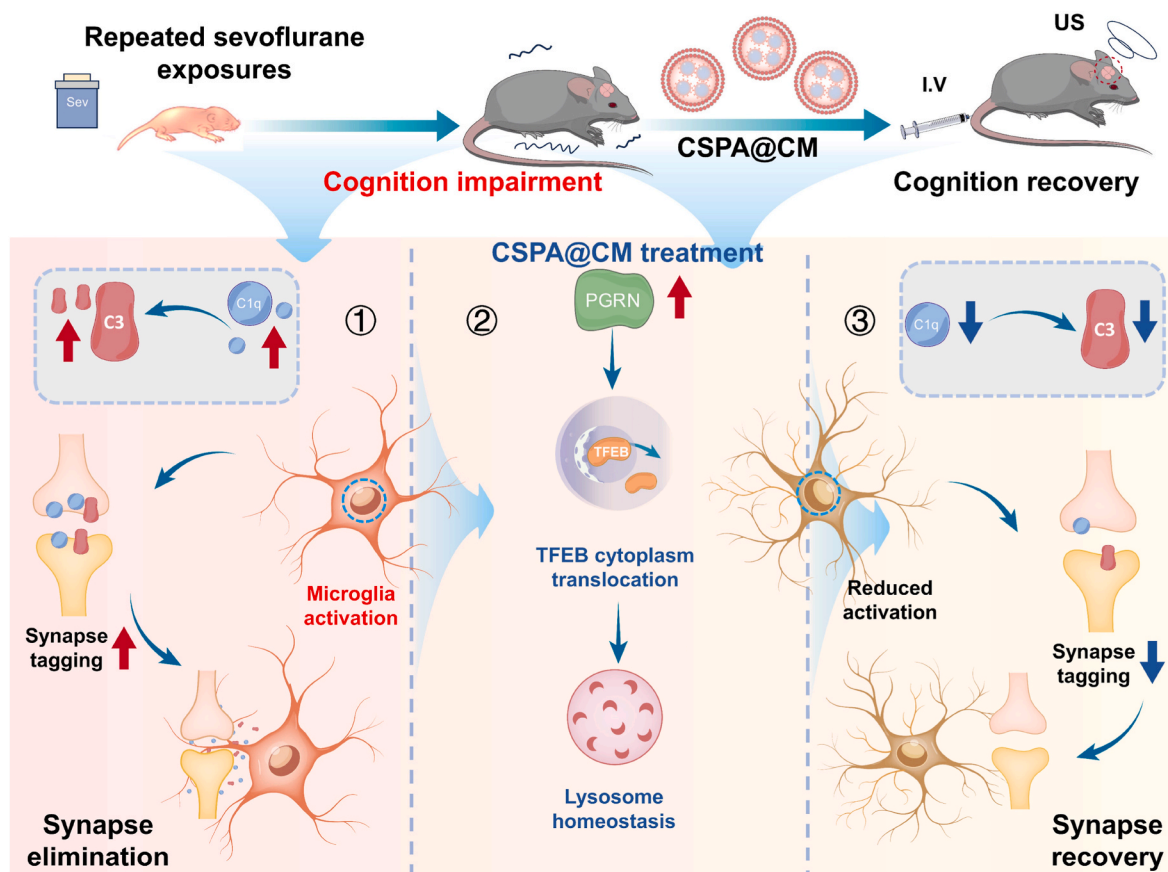 Repeated sevoflurane
exposures
Sev
US
I.V
CSPA@CM
Cognition impairment
Cognition recovery
CSPA@CM treatment
C3
C1q
①
②
PGRN
③
C1q
C3
TFEB
TFEB cytoplasm
translocation
Microglia
activation
Reduced
activation
Synapse
tagging
Synapse
tagging
Lysosome
homeostasis
Synapse
elimination
Synapse
recovery